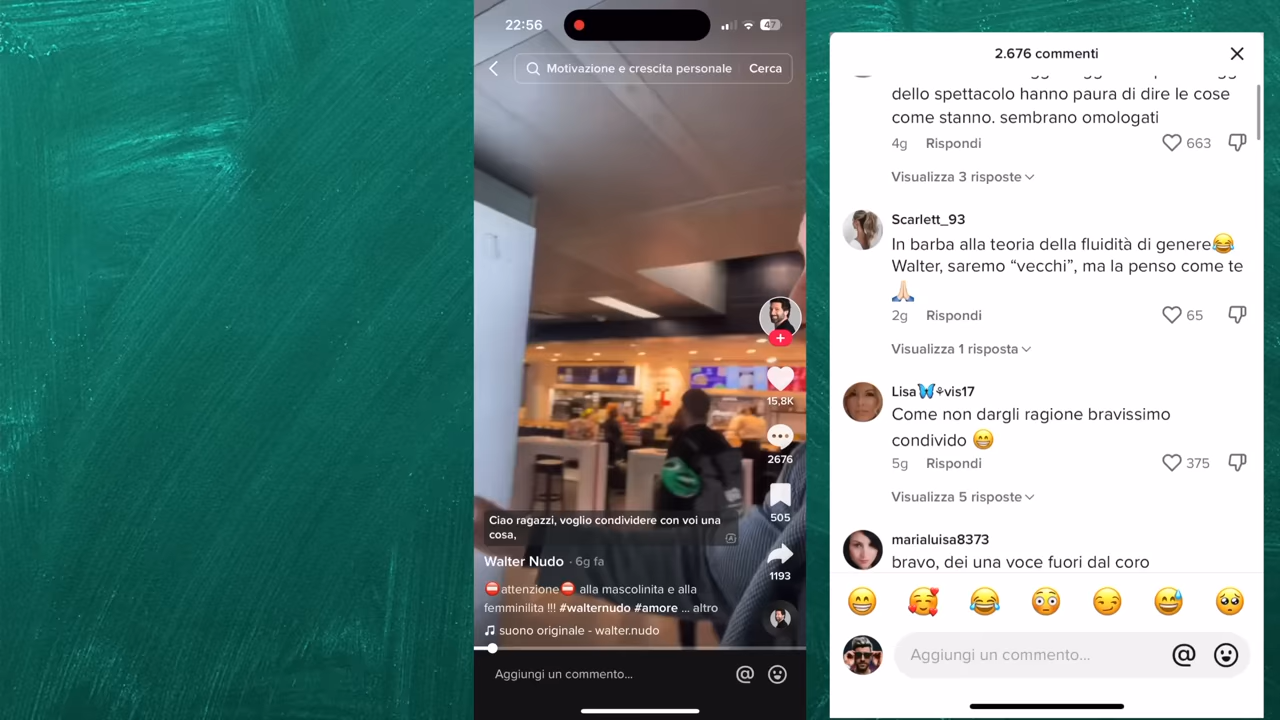 22:56
47
Motivazione e crescita personale
Cerca
15,8K
2676
505
1193
Ciao ragazzi, voglio condividere con voi una
cosa,
Walter Nudo · 6g fa
⛔attenzione⛔ alla mascolinita e alla
femminilita !!! #walternudo #amore ... altro
suono originale - walter.nudo
Aggiungi un commento...
2.676 commenti
dello spettacolo hanno paura di dire le cose
come stanno. sembrano omologati
4g Rispondi 663
Visualizza 3 risposte
Scarlett_93
In barba alla teoria della fluidità di genere😂
Walter, saremo “vecchi”, ma la penso come te
🙏🏻
2g Rispondi 65
Visualizza 1 risposta
Lisa🦋⚘vis17
Come non dargli ragione bravissimo
condivido 😁
5g Rispondi 375
Visualizza 5 risposte
marialuisa8373
bravo, dei una voce fuori dal coro
Aggiungi un commento...